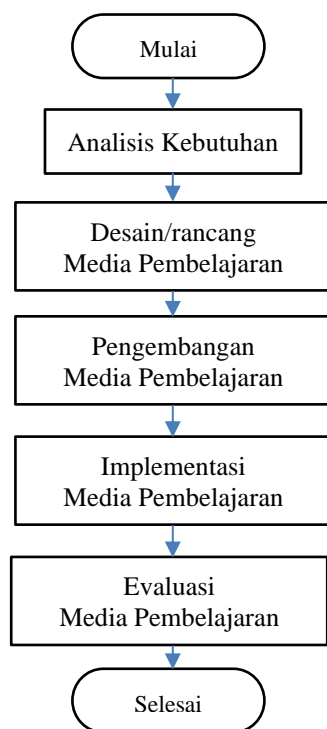 Mulai
Analisis Kebutuhan
Desain/rancang
Media Pembelajaran
Pengembangan
Media Pembelajaran
Implementasi
Media Pembelajaran
Evaluasi
Media Pembelajaran
Selesai